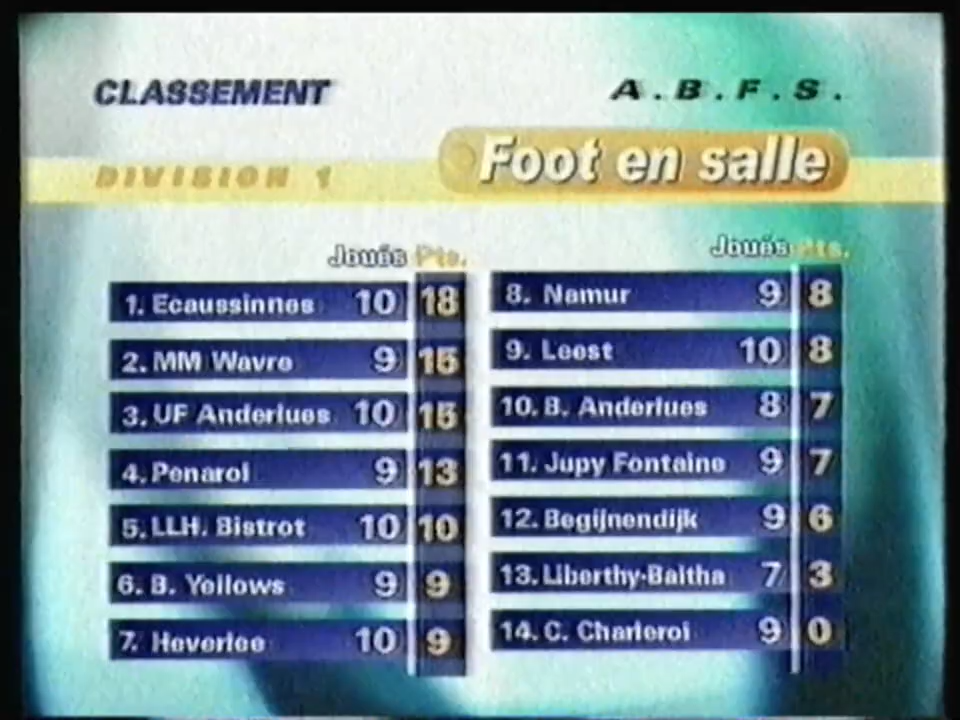 CLASSEMENT
A.B.F.S.
DIVISION 1
Foot en salle
Joués Pts.
1. Ecaussinnes 10 18
2. MM Wavre 9 15
3. UF Anderlues 10 15
4. Penarol 9 13
5. LLH. Bistrot 10 10
6. B. Yellows 9 9
7. Heverlee 10 9
Joués Pts.
8. Namur 9 8
9. Leest 10 8
10. B. Anderlues 8 7
11. Jupy Fontaine 9 7
12. Begijnendijk 9 6
13. Liberthy-Baitha 7 3
14. C. Charleroi 9 0